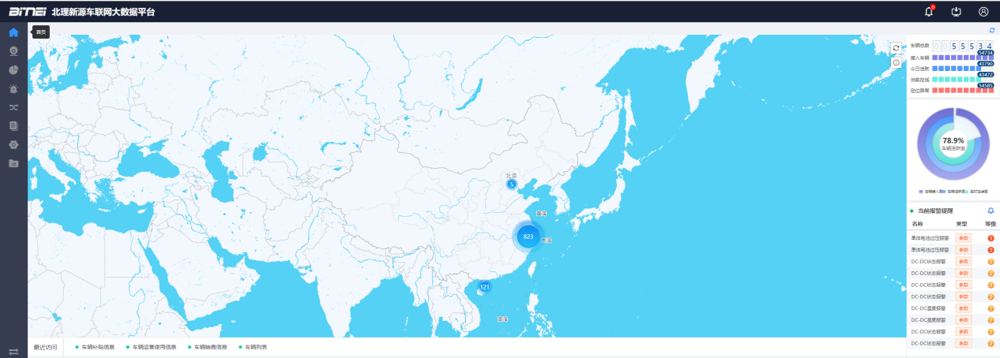 BITNEI 北理新源车联网大数据平台
0
首页
北京
5
黄海
823
东海
121
南海
车辆总数 0 0 5 5 5 3 4
54734
接入车辆
43790
今日活跃
43472
当前在线
54585
定位异常
78.9%
车辆活跃率
车辆接入率 车辆活跃率 实时在线率
当前报警提醒
名称 类型 等级
单体电池过压报警 参数 3
单体电池过压报警 参数 3
DC-DC状态报警 参数 2
DC-DC状态报警 参数 2
DC-DC状态报警 参数 2
DC-DC状态报警 参数 2
DC-DC温度报警 参数 2
DC-DC温度报警 参数 2
DC-DC状态报警 参数 2
DC-DC状态报警 参数 2
最近访问 车辆补贴信息 车辆运营使用信息 车辆销售信息 车辆列表